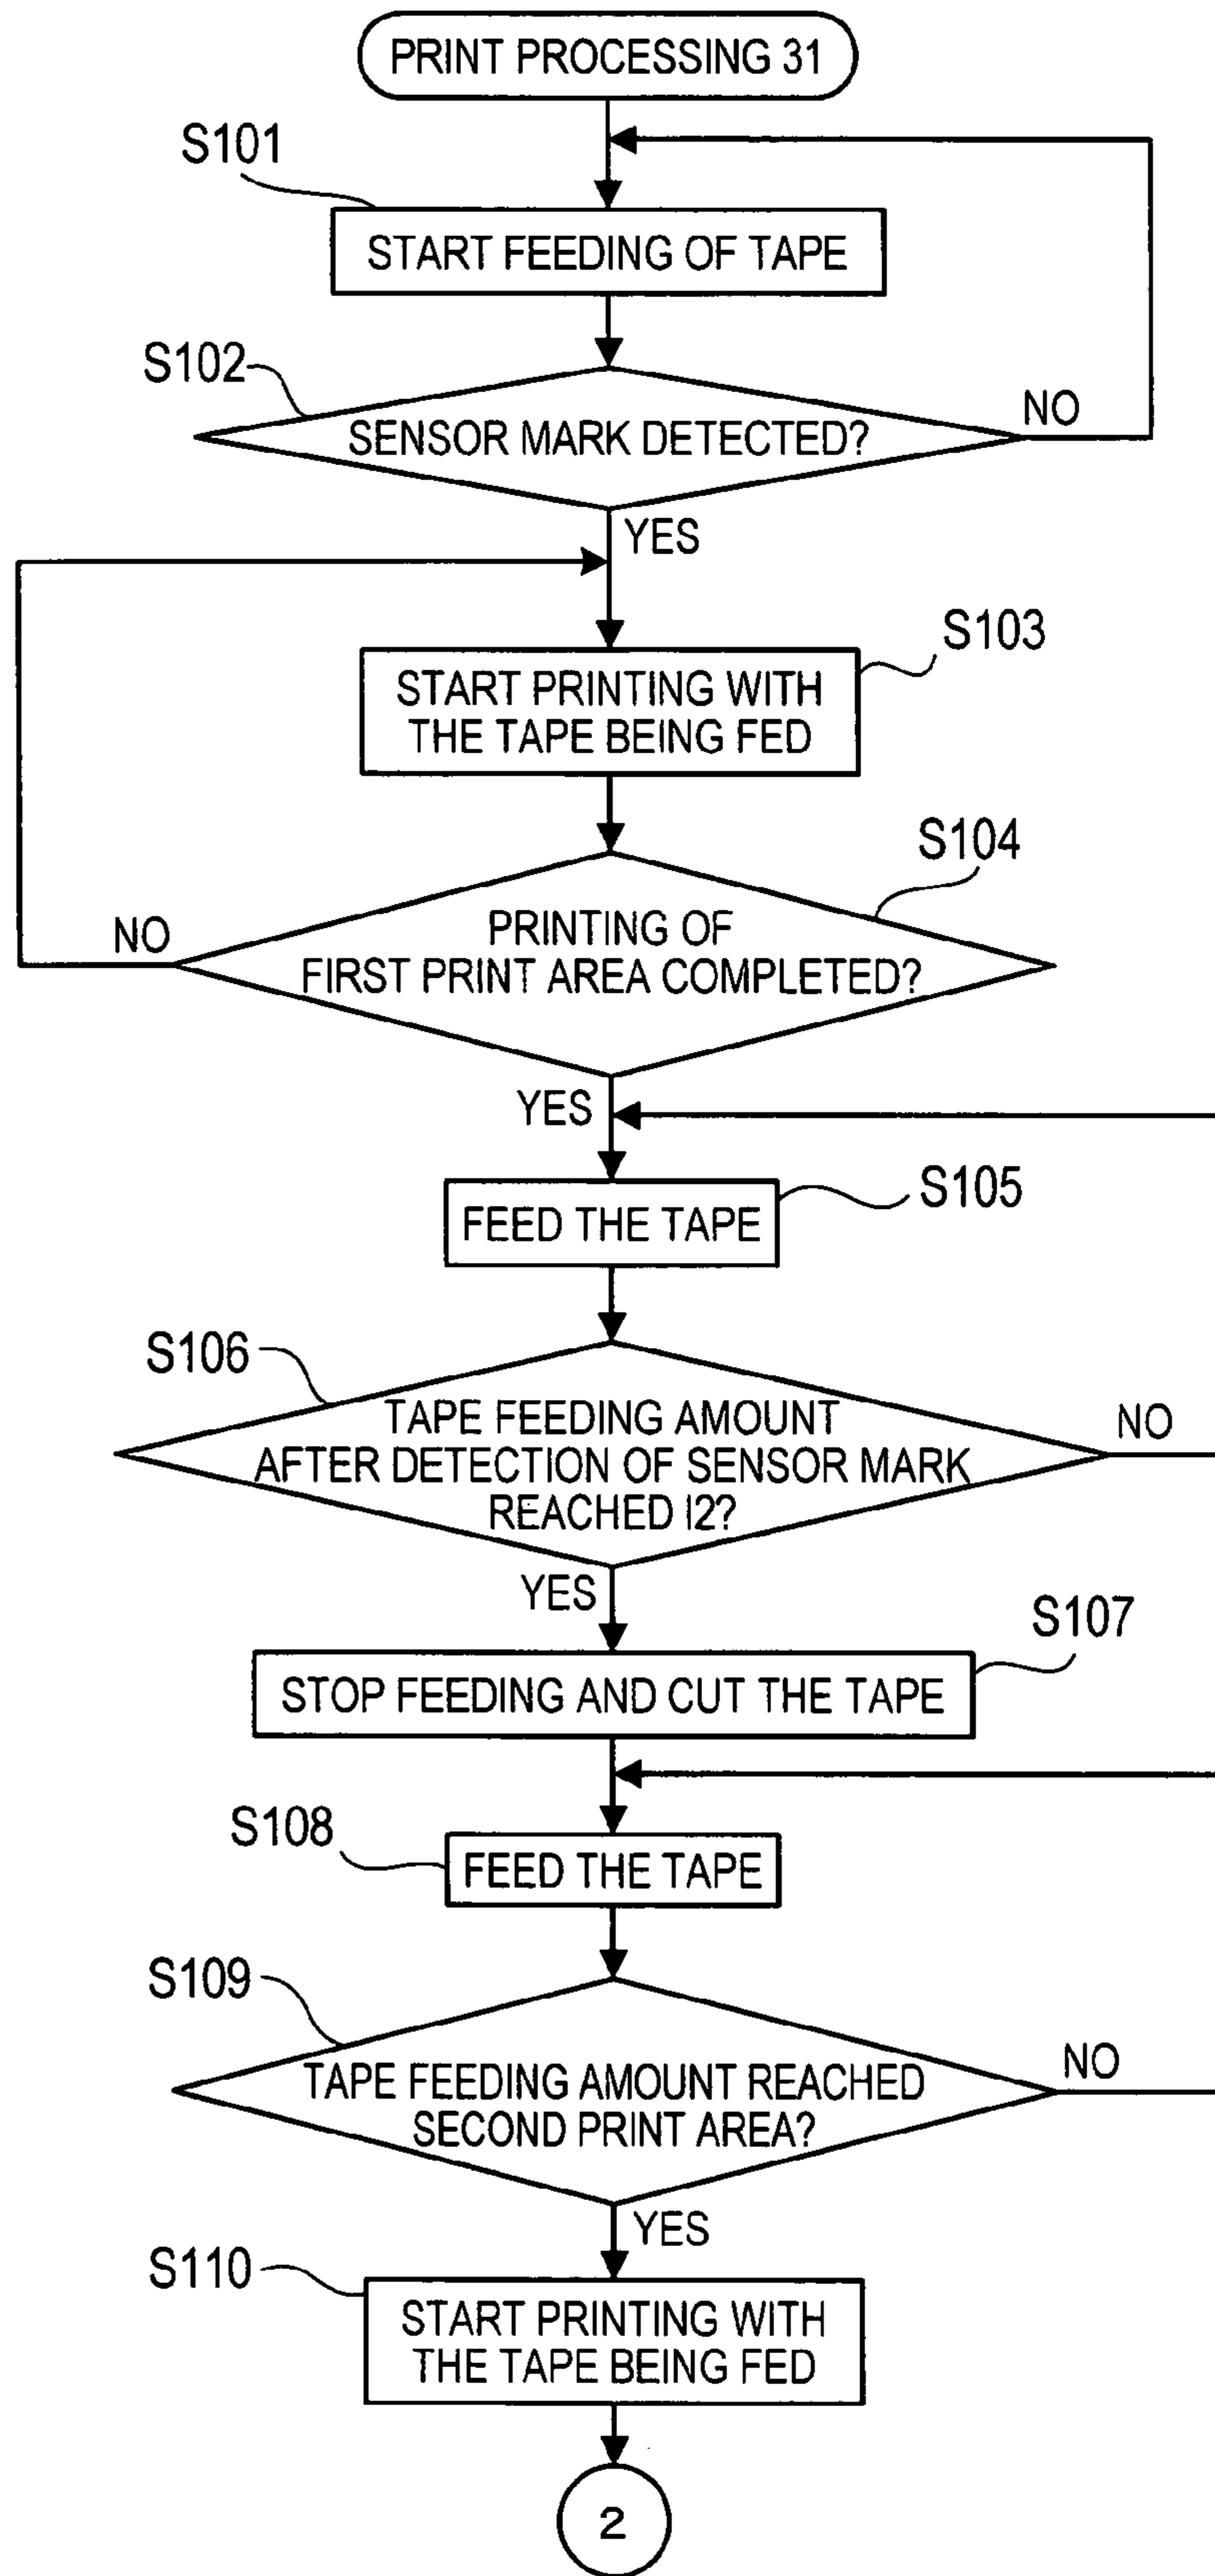 PRINT PROCESSING 31
S101
START FEEDING OF TAPE
S102
SENSOR MARK DETECTED?
NO
YES
S103
START PRINTING WITH
THE TAPE BEING FED
S104
PRINTING OF
FIRST PRINT AREA COMPLETED?
NO
YES
S105
FEED THE TAPE
S106
TAPE FEEDING AMOUNT
AFTER DETECTION OF SENSOR MARK
REACHED l2?
NO
YES
S107
STOP FEEDING AND CUT THE TAPE
S108
FEED THE TAPE
S109
TAPE FEEDING AMOUNT REACHED
SECOND PRINT AREA?
NO
YES
S110
START PRINTING WITH
THE TAPE BEING FED
2